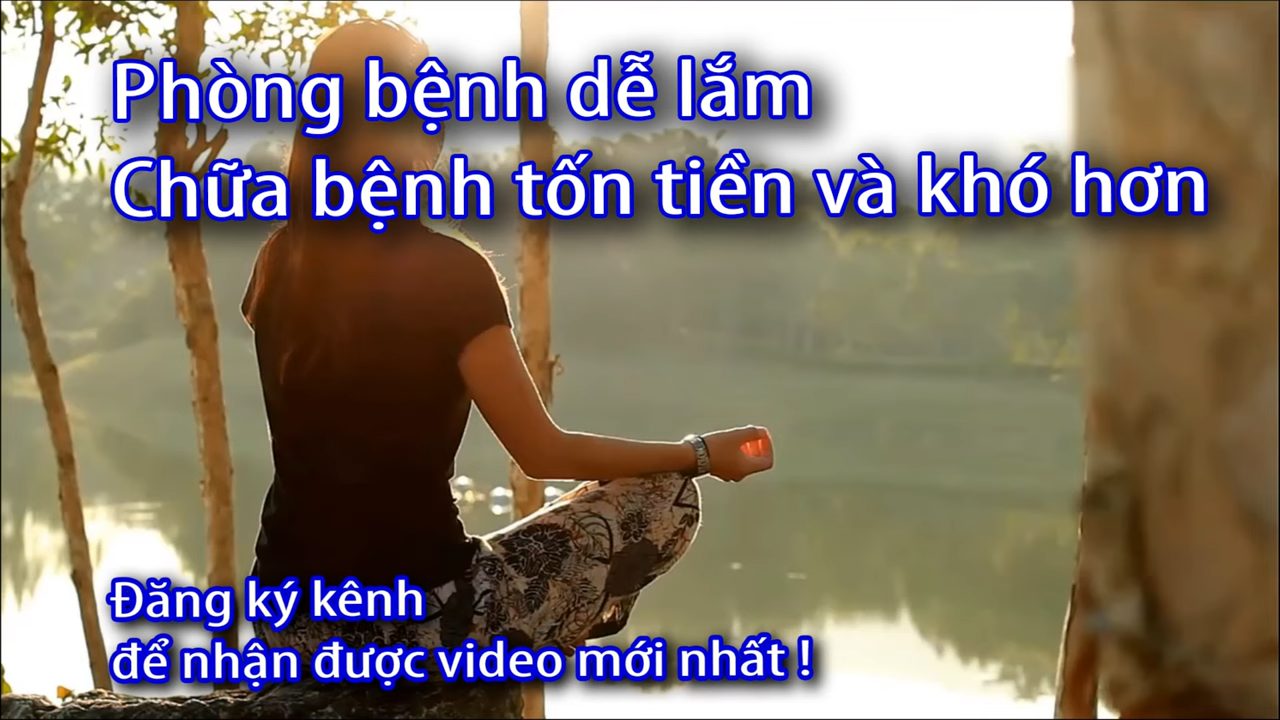 Phòng bệnh dễ lắm
Chữa bệnh tốn tiền và khó hơn
Đăng ký kênh
để nhận được video mới nhất !